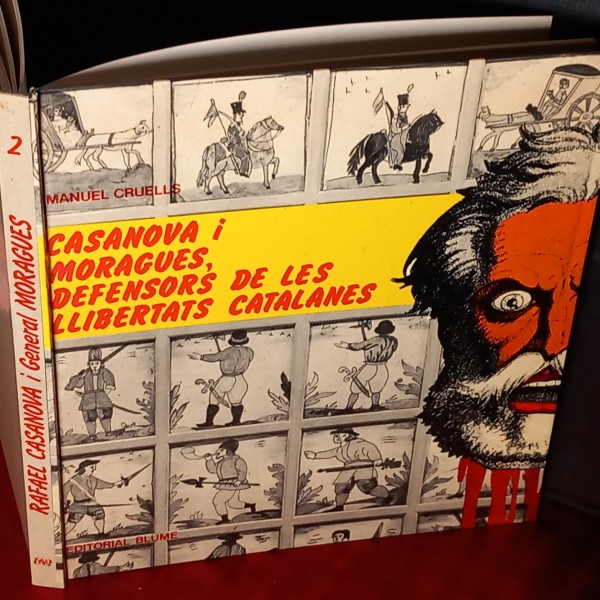 2
RAFAEL CASANOVA i General MORAGUES
MANUEL CRUELLS
CASANOVA i
MORAGUES,
DEFENSORS DE LES
LLIBERTATS CATALANES
EDITORIAL BLUME